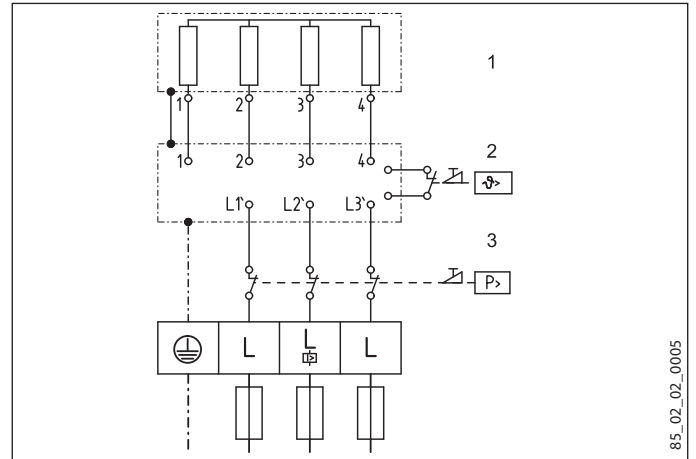 1
1 2 3 4
1 2 3 4
2
ϑ>
L1` L2` L3`
3
P>
L L L
I>
85_02_02_0005